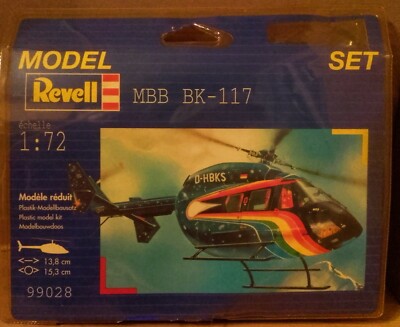 MODEL SET
Revell
MBB BK-117
échelle
1:72
D-HBKS
Modèle réduit
Plastik-Modellbausatz
Plastic model kit
Modelbouwdoos
13,8 cm
15,3 cm
99028